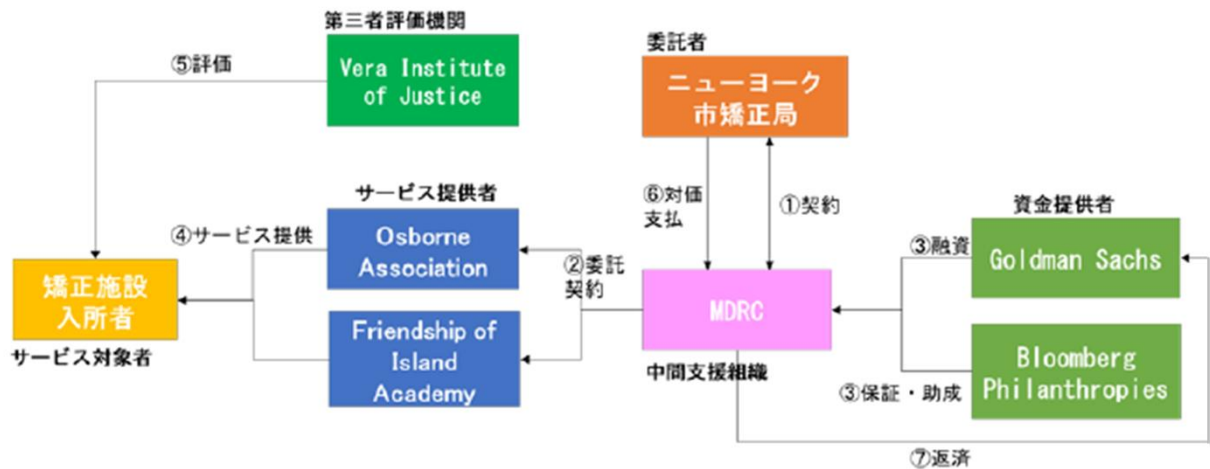 第三者評価機関
Vera Institute
of Justice
⑤評価
委託者
ニューヨーク
市矯正局
⑥対価
支払
①契約
サービス提供者
Osborne
Association
④サービス提供
②委託
契約
資金提供者
Goldman Sachs
③融資
矯正施設
入所者
サービス対象者
Friendship of
Island
Academy
MDRC
中間支援組織
Bloomberg
Philanthropies
③保証・助成
⑦返済